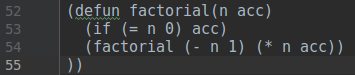 52 (defun factorial(n acc)
53   (if (= n 0) acc)
54   (factorial (- n 1) (* n acc))
55 ))